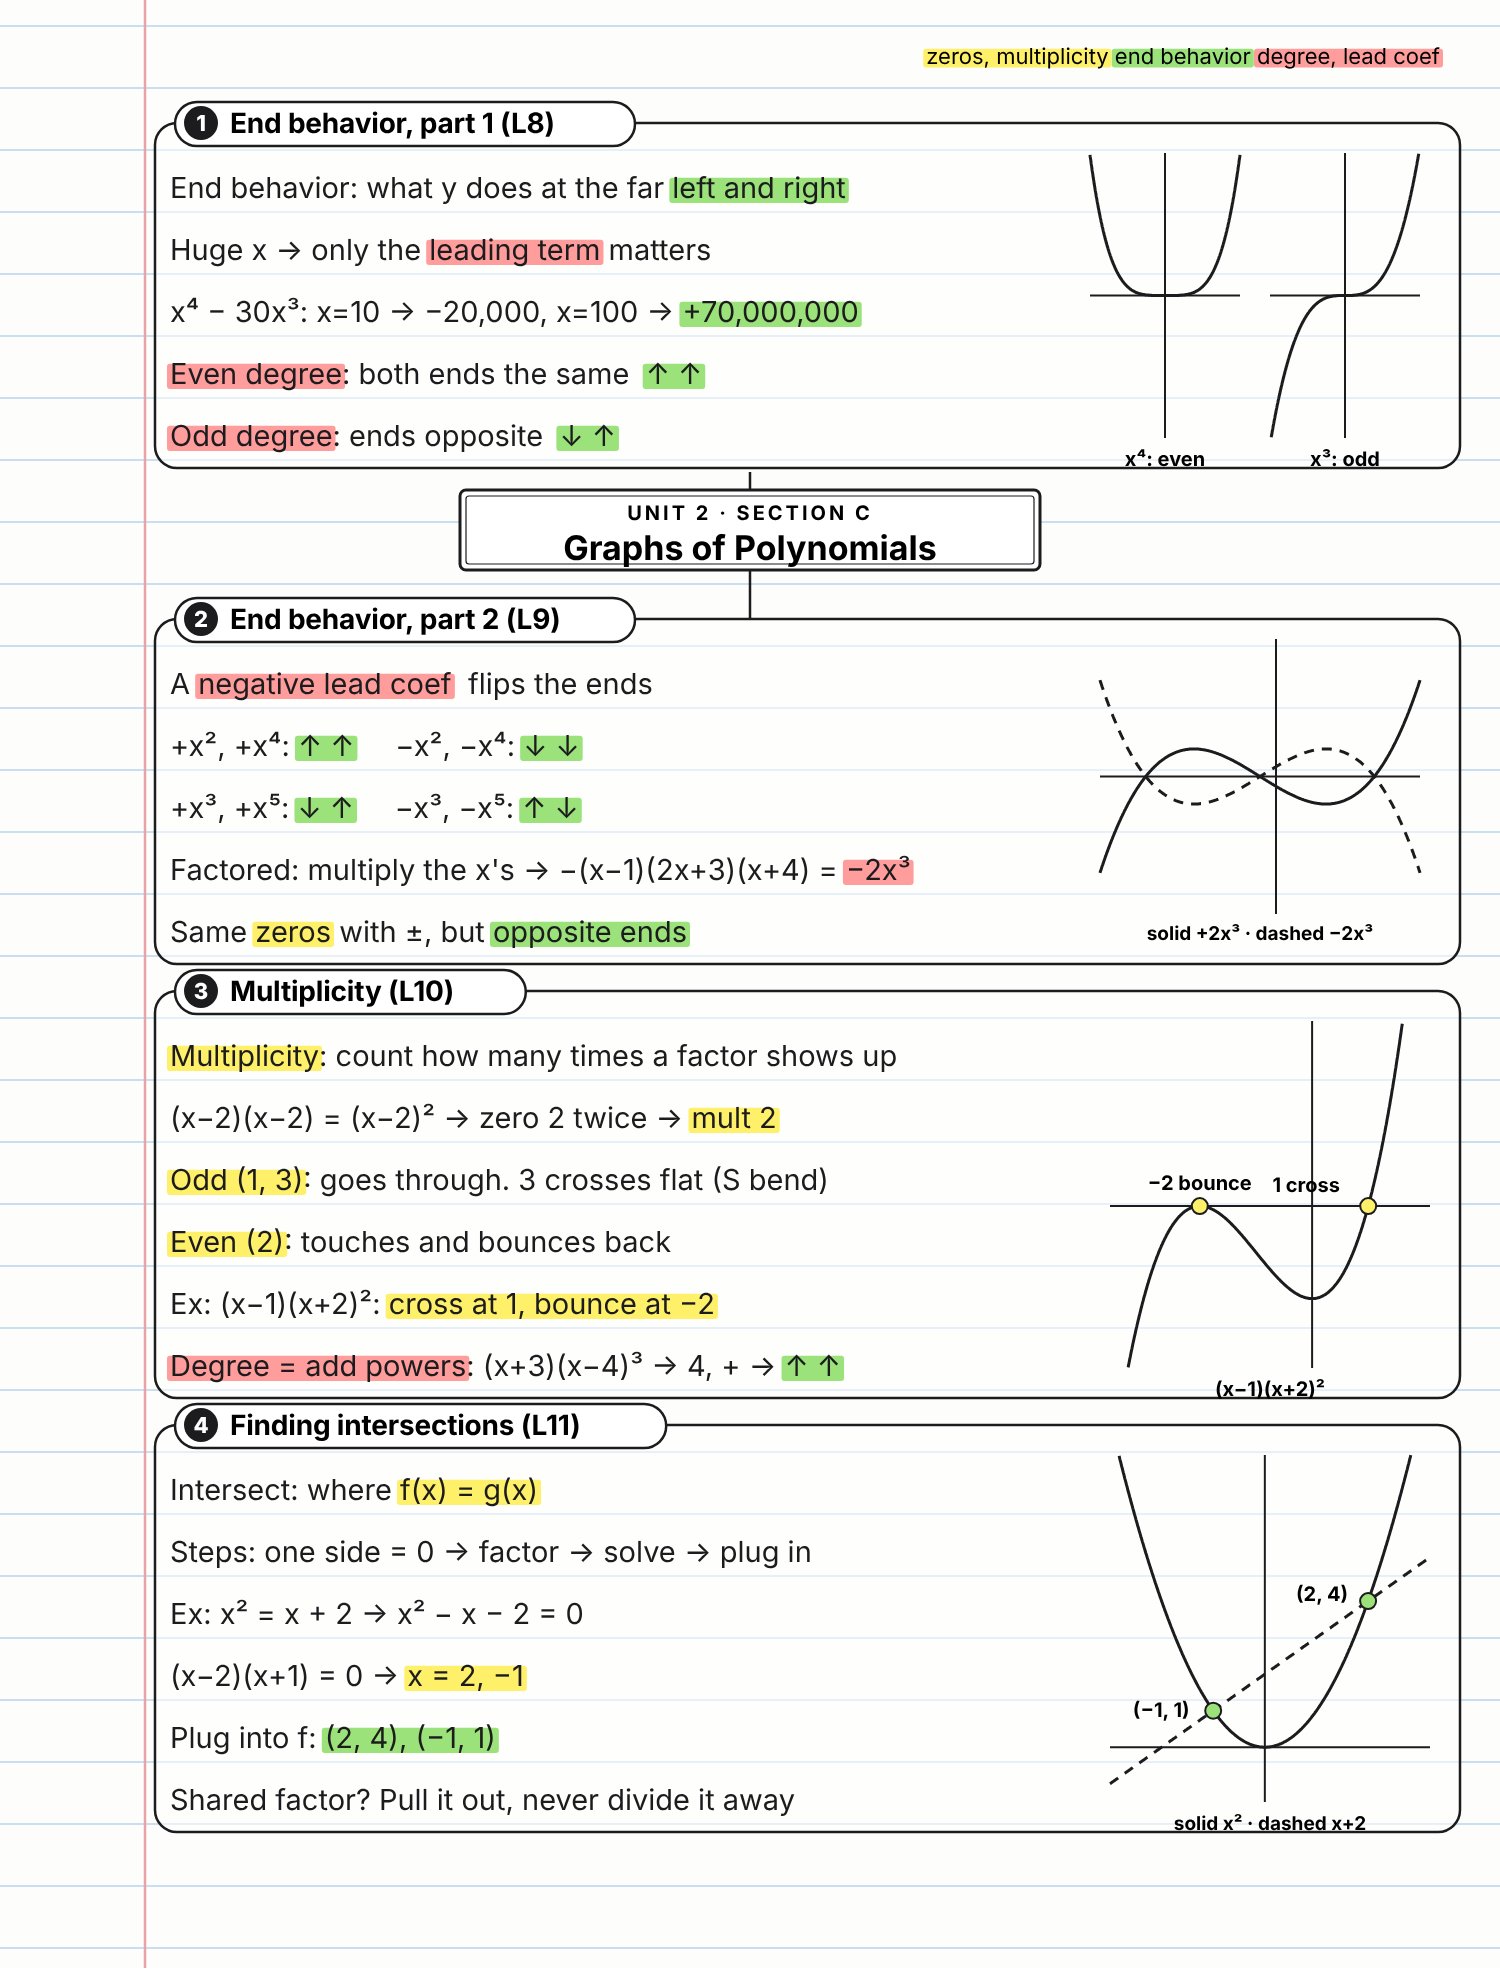 zeros, multiplicity end behavior degree, lead coef
1 End behavior, part 1 (L8)
End behavior: what y does at the far left and right
Huge x → only the leading term matters
x⁴ − 30x³: x=10 → −20,000, x=100 → +70,000,000
Even degree: both ends the same ↑ ↑
Odd degree: ends opposite ↓ ↑
x⁴: even
x³: odd
UNIT 2 · SECTION C
Graphs of Polynomials
2 End behavior, part 2 (L9)
A negative lead coef flips the ends
+x², +x⁴: ↑ ↑ −x², −x⁴: ↓ ↓
+x³, +x⁵: ↓ ↑ −x³, −x⁵: ↑ ↓
Factored: multiply the x's → −(x−1)(2x+3)(x+4) = −2x³
Same zeros with ±, but opposite ends
solid +2x³ · dashed −2x³
3 Multiplicity (L10)
Multiplicity: count how many times a factor shows up
(x−2)(x−2) = (x−2)² → zero 2 twice → mult 2
Odd (1, 3): goes through. 3 crosses flat (S bend)
Even (2): touches and bounces back
Ex: (x−1)(x+2)²: cross at 1, bounce at −2
Degree = add powers: (x+3)(x−4)³ → 4, + → ↑ ↑
−2 bounce 1 cross
(x−1)(x+2)²
4 Finding intersections (L11)
Intersect: where f(x) = g(x)
Steps: one side = 0 → factor → solve → plug in
Ex: x² = x + 2 → x² − x − 2 = 0
(x−2)(x+1) = 0 → x = 2, −1
Plug into f: (2, 4), (−1, 1)
Shared factor? Pull it out, never divide it away
(2, 4)
(−1, 1)
solid x² · dashed x+2